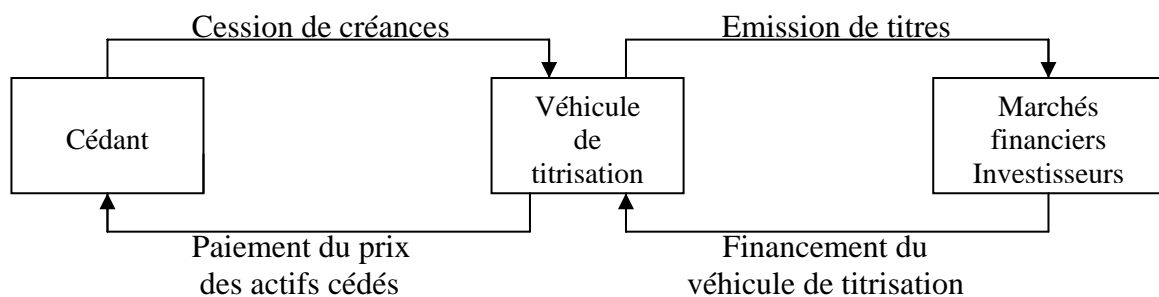 Cession de créances
Emission de titres
Cédant
Véhicule
de
titrisation
Marchés
financiers
Investisseurs
Paiement du prix
des actifs cédés
Financement du
véhicule de titrisation